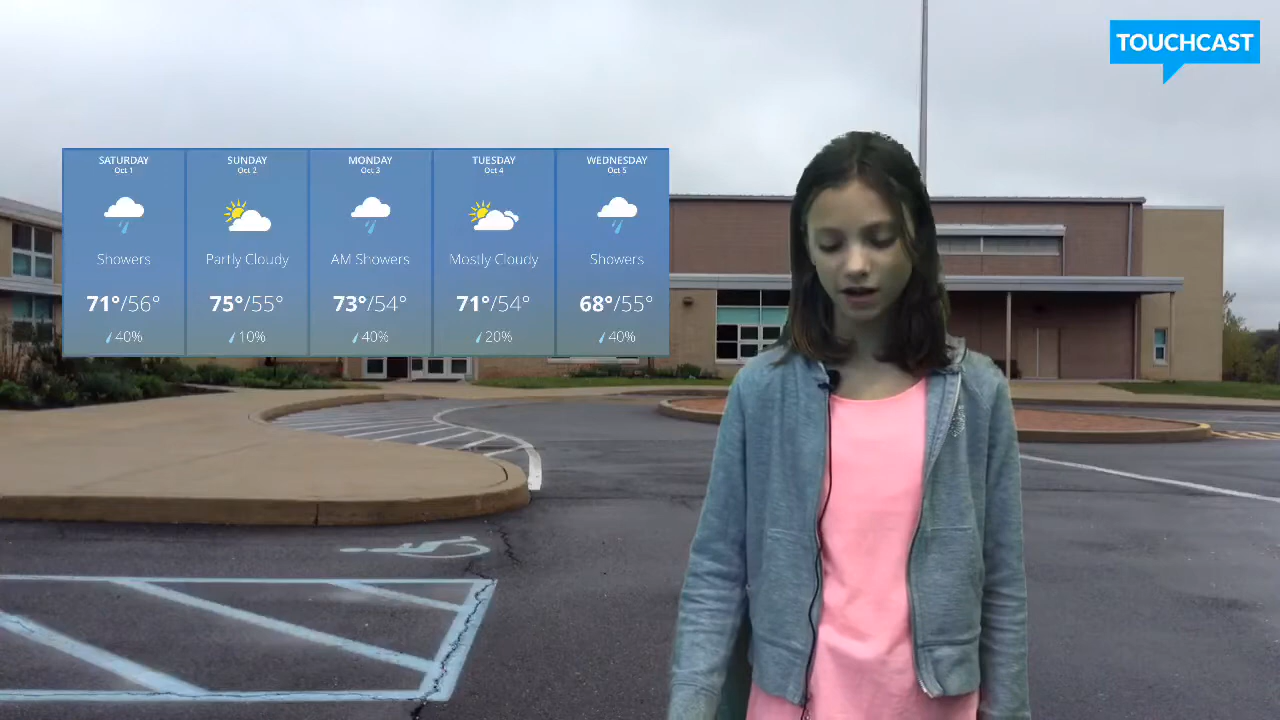 TOUCHCAST
SATURDAY
Oct 1
Showers
71°/56°
40%
SUNDAY
Oct 2
Partly Cloudy
75°/55°
10%
MONDAY
Oct 3
AM Showers
73°/54°
40%
TUESDAY
Oct 4
Mostly Cloudy
71°/54°
20%
WEDNESDAY
Oct 5
Showers
68°/55°
40%